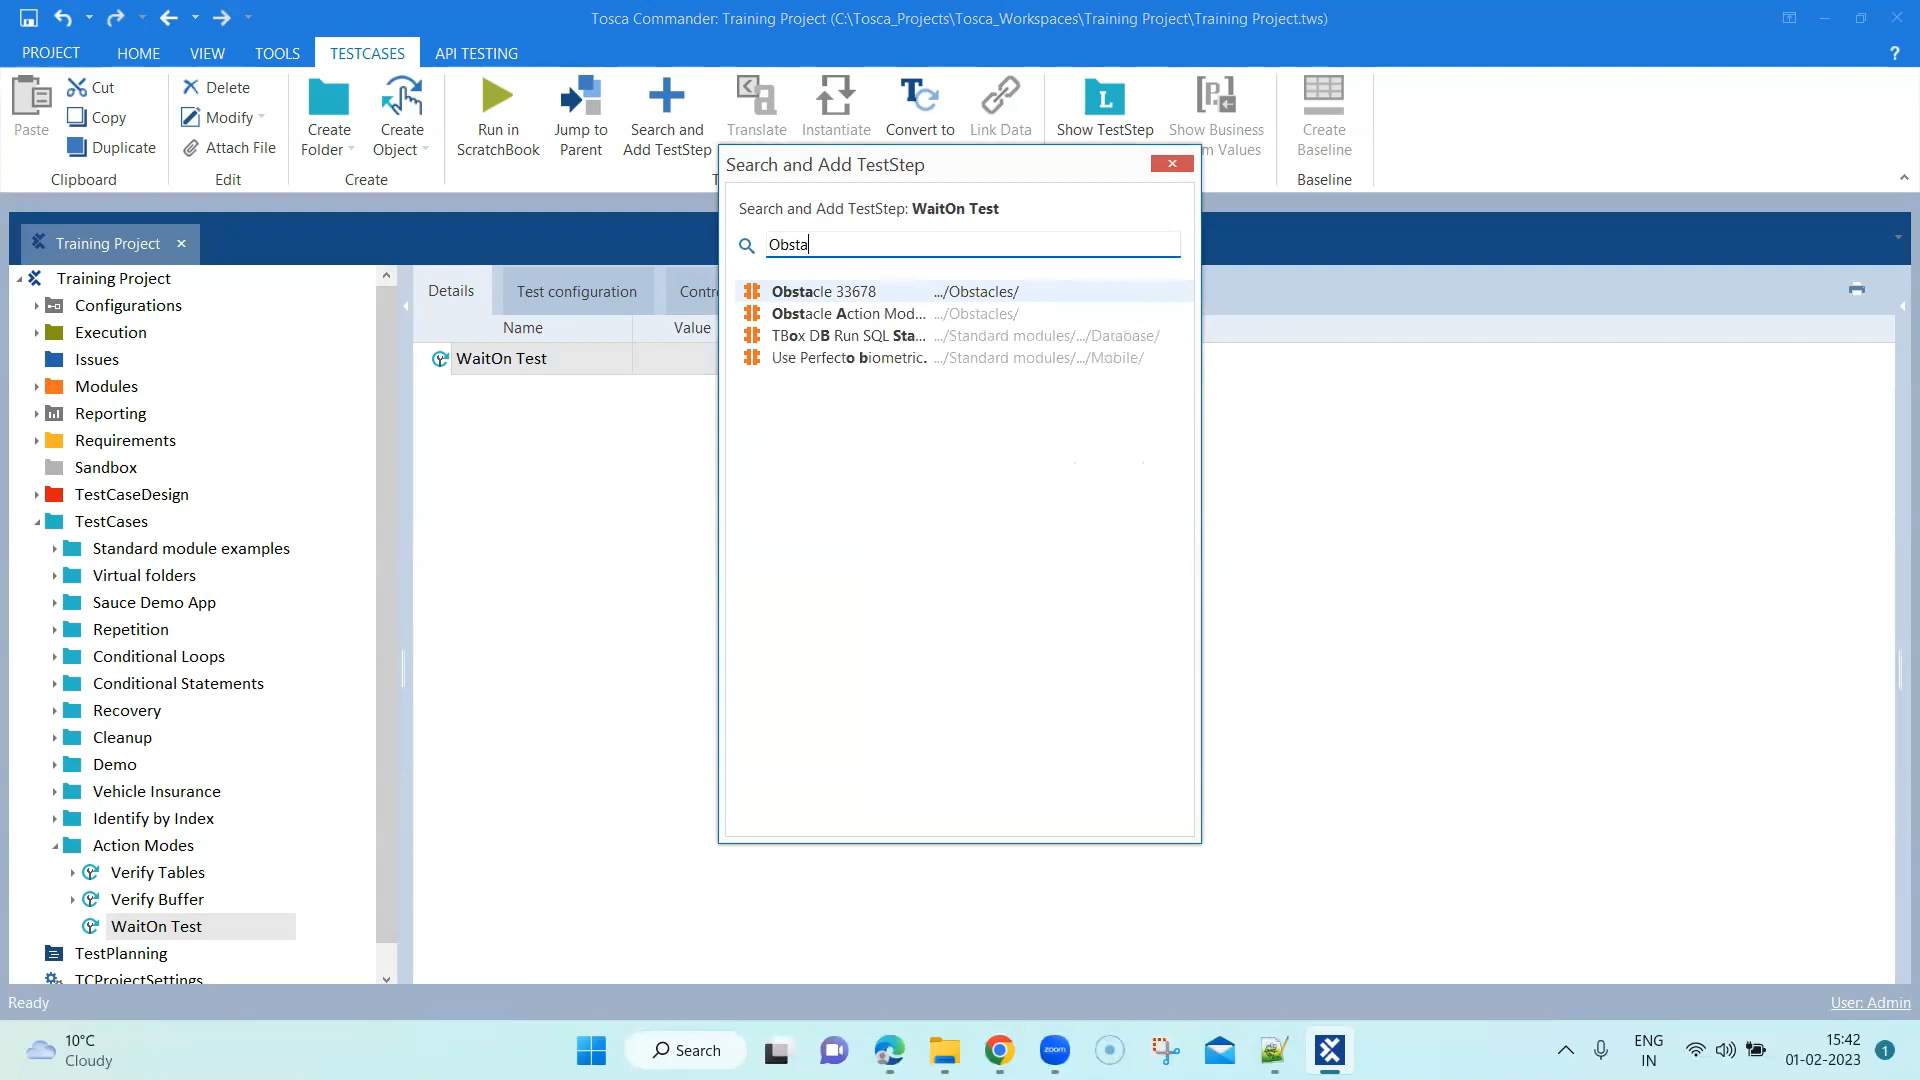 Tosca Commander: Training Project (C:\Tosca_Projects\Tosca_Workspaces\Training Project\Training Project.tws)
PROJECT HOME VIEW TOOLS TESTCASES API TESTING ?
Paste
Cut
Copy
Duplicate
Clipboard
Delete
Modify
Attach File
Edit
Create Folder
Create Object
Create
Run in ScratchBook
Jump to Parent
Search and Add TestStep
Translate
Instantiate
Convert to
Link Data
Show TestStep
Show Business
m Values
Create Baseline
Baseline
Training Project
Training Project
Configurations
Execution
Issues
Modules
Reporting
Requirements
Sandbox
TestCaseDesign
TestCases
Standard module examples
Virtual folders
Sauce Demo App
Repetition
Conditional Loops
Conditional Statements
Recovery
Cleanup
Demo
Vehicle Insurance
Identify by Index
Action Modes
Verify Tables
Verify Buffer
WaitOn Test
TestPlanning
TCProjectSettings
Details Test configuration Contr
Name Value
WaitOn Test
Search and Add TestStep
Search and Add TestStep: WaitOn Test
Obsta
Obstacle 33678 .../Obstacles/
Obstacle Action Mod... .../Obstacles/
TBox DB Run SQL Sta... .../Standard modules/.../Database/
Use Perfecto biometric. .../Standard modules/.../Mobile/
Ready
User: Admin
10°C
Cloudy
Search
zoom
ENG
IN
15:42
01-02-2023
1